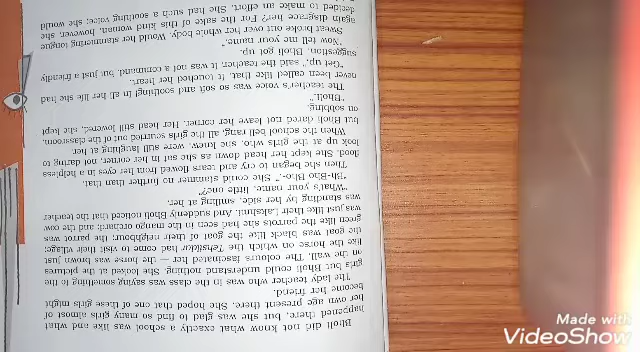 Bholi did not know what exactly a school was like and what
happened there, but she was glad to find so many girls almost of
her own age present there. She hoped that one of these girls might
become her friend.
The lady teacher who was in the class was saying something to the
girls but Bholi could understand nothing. She looked at the pictures
on the wall. The colours fascinated her — the horse was brown just
like the horse on which the Tehsildar had come to visit their village;
the goat was black like the goat of their neighbour; the parrot was
green like the parrots she had seen in the mango orchard; and the cow
was just like their Lakshmi. And suddenly Bholi noticed that the teacher
was standing by her side, smiling at her.
"What's your name, little one?"
"Bh-Bho-Bho-." She could stammer no further than that.
Then she began to cry and tears flowed from her eyes in a helpless
flood. She kept her head down as she sat in her corner, not daring to
look up at the girls who, she knew, were still laughing at her.
When the school bell rang, all the girls scurried out of the classroom,
but Bholi dared not leave her corner. Her head still lowered, she kept
on sobbing.
"Bholi."
The teacher's voice was so soft and soothing! In all her life she had
never been called like that. It touched her heart.
"Get up," said the teacher. It was not a command, but just a friendly
suggestion. Bholi got up.
"Now tell me your name."
Sweat broke out over her whole body. Would her stammering tongue
again disgrace her? For the sake of this kind woman, however, she
decided to make an effort. She had such a soothing voice; she would
Made with
VideoShow